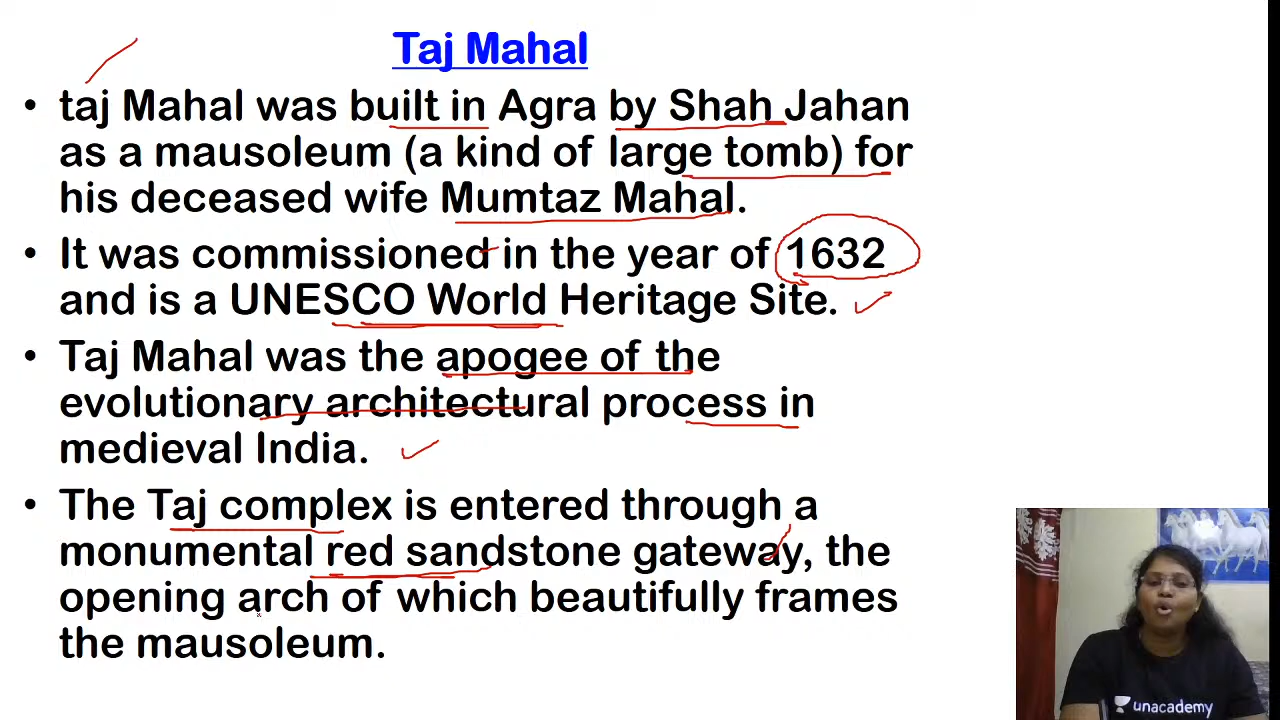 Taj Mahal
• taj Mahal was built in Agra by Shah Jahan
as a mausoleum (a kind of large tomb) for
his deceased wife Mumtaz Mahal.
• It was commissioned in the year of 1632
and is a UNESCO World Heritage Site.
• Taj Mahal was the apogee of the
evolutionary architectural process in
medieval India.
• The Taj complex is entered through a
monumental red sandstone gateway, the
opening arch of which beautifully frames
the mausoleum.
unacademy